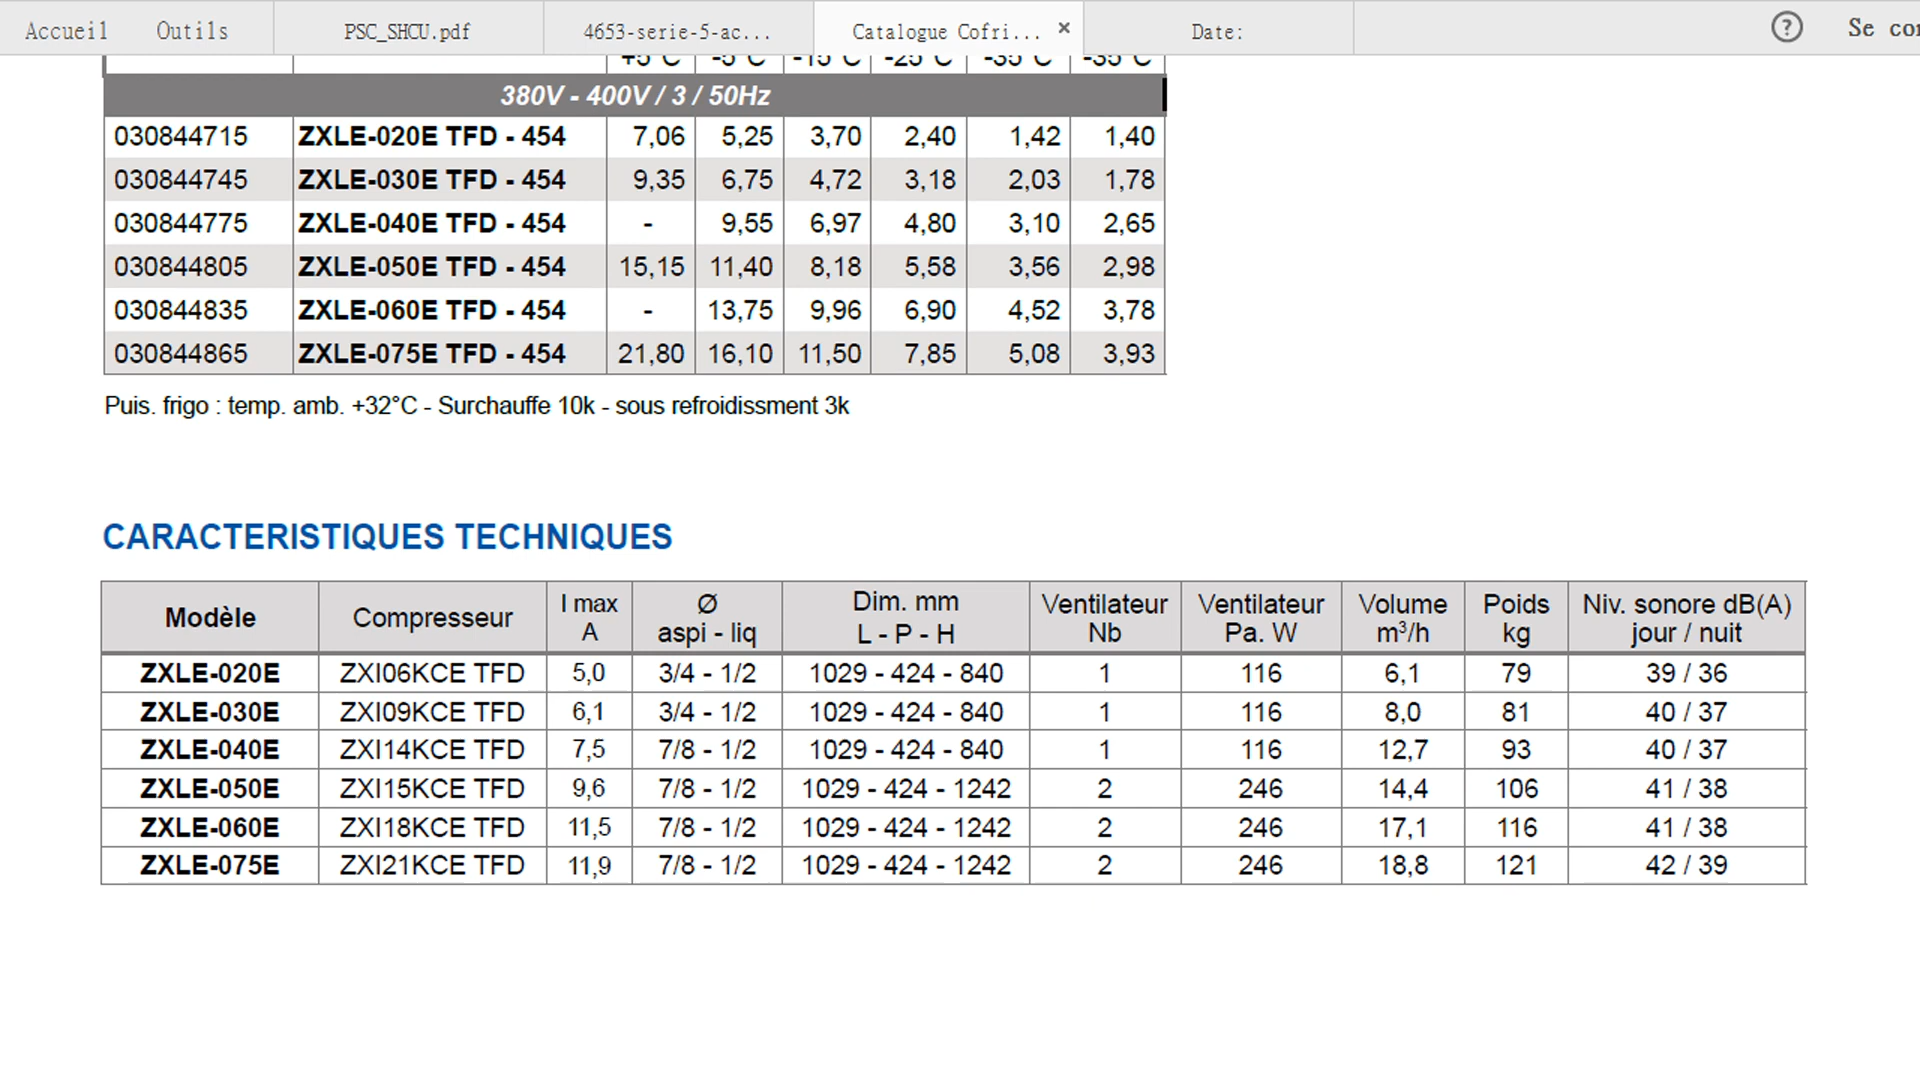 Accueil Outils PSC_SHCU.pdf 4653-serie-5-ac... Catalogue Cofri... × Date: ? Se con
+5°C -5°C -15°C -25°C -35°C -35°C
380V - 400V / 3 / 50Hz
030844715 ZXLE-020E TFD - 454 7,06 5,25 3,70 2,40 1,42 1,40
030844745 ZXLE-030E TFD - 454 9,35 6,75 4,72 3,18 2,03 1,78
030844775 ZXLE-040E TFD - 454 - 9,55 6,97 4,80 3,10 2,65
030844805 ZXLE-050E TFD - 454 15,15 11,40 8,18 5,58 3,56 2,98
030844835 ZXLE-060E TFD - 454 - 13,75 9,96 6,90 4,52 3,78
030844865 ZXLE-075E TFD - 454 21,80 16,10 11,50 7,85 5,08 3,93
Puis. frigo : temp. amb. +32°C - Surchauffe 10k - sous refroidissment 3k
CARACTERISTIQUES TECHNIQUES
Modèle Compresseur I max A Ø aspi - liq Dim. mm L - P - H Ventilateur Nb Ventilateur Pa. W Volume m³/h Poids kg Niv. sonore dB(A) jour / nuit
ZXLE-020E ZXI06KCE TFD 5,0 3/4 - 1/2 1029 - 424 - 840 1 116 6,1 79 39 / 36
ZXLE-030E ZXI09KCE TFD 6,1 3/4 - 1/2 1029 - 424 - 840 1 116 8,0 81 40 / 37
ZXLE-040E ZXI14KCE TFD 7,5 7/8 - 1/2 1029 - 424 - 840 1 116 12,7 93 40 / 37
ZXLE-050E ZXI15KCE TFD 9,6 7/8 - 1/2 1029 - 424 - 1242 2 246 14,4 106 41 / 38
ZXLE-060E ZXI18KCE TFD 11,5 7/8 - 1/2 1029 - 424 - 1242 2 246 17,1 116 41 / 38
ZXLE-075E ZXI21KCE TFD 11,9 7/8 - 1/2 1029 - 424 - 1242 2 246 18,8 121 42 / 39